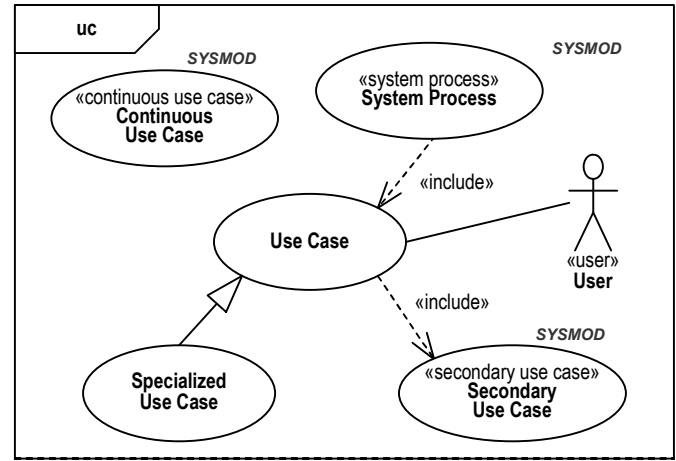 uc
SYSMOD
«continuous use case»
Continuous
Use Case
SYSMOD
«system process»
System Process
«include»
Use Case
«user»
User
«include»
Specialized
Use Case
SYSMOD
«secondary use case»
Secondary
Use Case